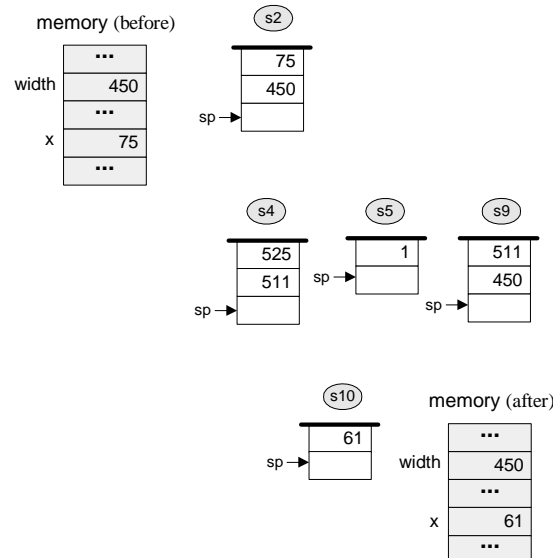 memory (before)
...
width 450
...
x 75
...
s2
75
450
sp
s4
525
511
sp
s5
1
sp
s9
511
450
sp
s10
61
sp
memory (after)
...
width 450
...
x 61
...